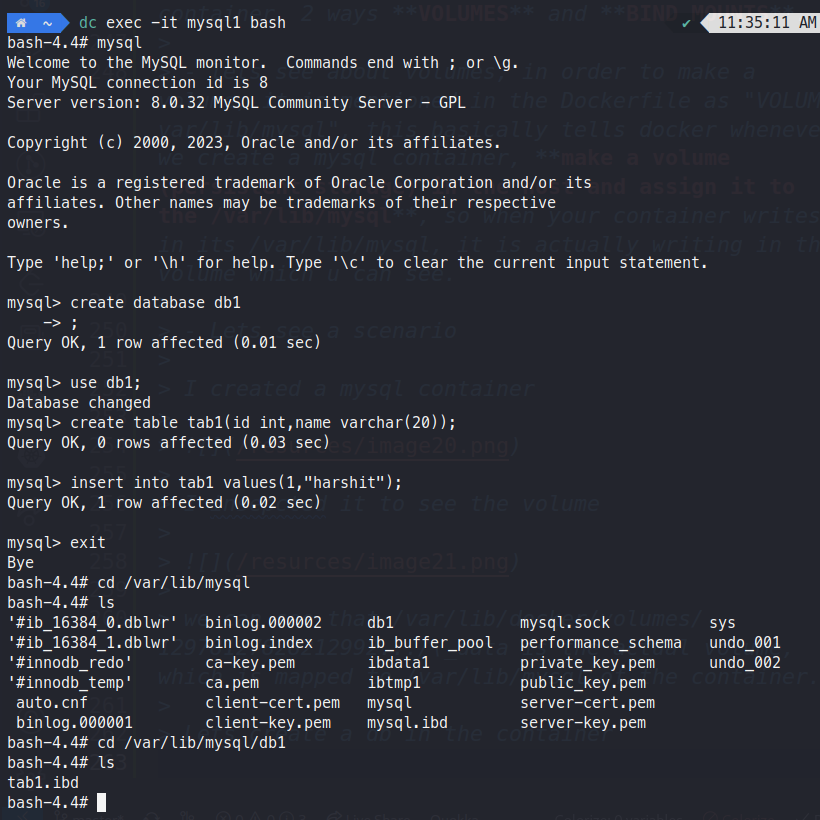 ~ dc exec -it mysql1 bash ✔ 11:35:11 AM
bash-4.4# mysql
Welcome to the MySQL monitor.  Commands end with ; or \g.
Your MySQL connection id is 8
Server version: 8.0.32 MySQL Community Server - GPL
Copyright (c) 2000, 2023, Oracle and/or its affiliates.
Oracle is a registered trademark of Oracle Corporation and/or its
affiliates. Other names may be trademarks of their respective
owners.
Type 'help;' or '\h' for help. Type '\c' to clear the current input statement.
mysql> create database db1
    -> ;
Query OK, 1 row affected (0.01 sec)
mysql> use db1;
Database changed
mysql> create table tab1(id int,name varchar(20));
Query OK, 0 rows affected (0.03 sec)
mysql> insert into tab1 values(1,"harshit");
Query OK, 1 row affected (0.02 sec)
mysql> exit
Bye
bash-4.4# cd /var/lib/mysql
bash-4.4# ls
'#ib_16384_0.dblwr'   binlog.000002     db1              mysql.sock           sys
'#ib_16384_1.dblwr'   binlog.index      ib_buffer_pool   performance_schema   undo_001
'#innodb_redo'        ca-key.pem        ibdata1          private_key.pem      undo_002
'#innodb_temp'        ca.pem            ibtmp1           public_key.pem
 auto.cnf             client-cert.pem   mysql            server-cert.pem
 binlog.000001        client-key.pem    mysql.ibd        server-key.pem
bash-4.4# cd /var/lib/mysql/db1
bash-4.4# ls
tab1.ibd
bash-4.4#